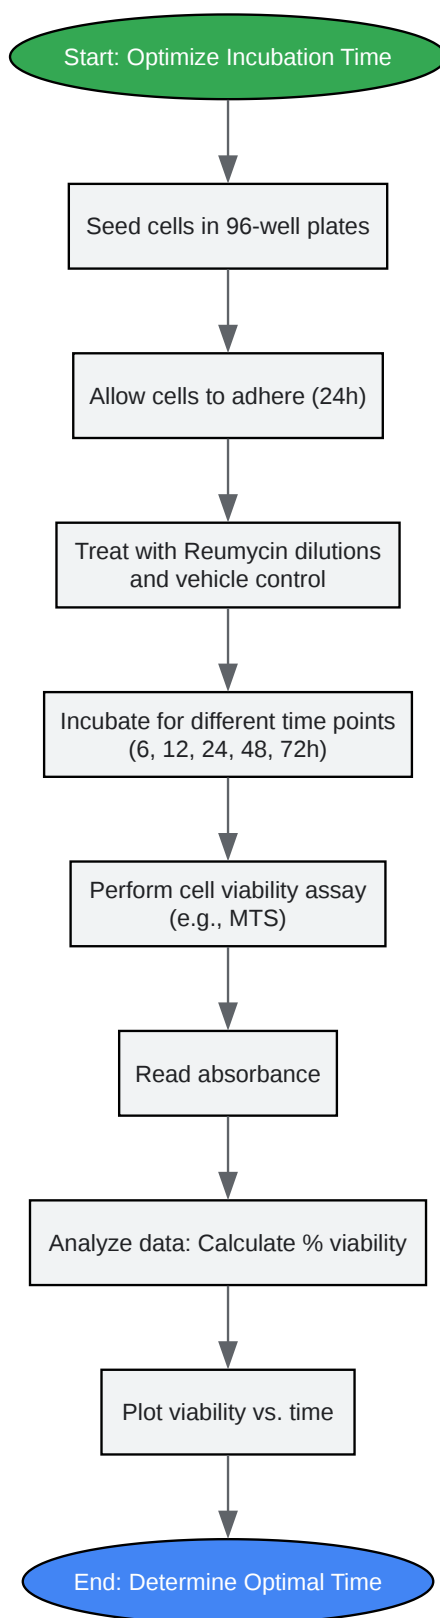 Start: Optimize Incubation Time
Seed cells in 96-well plates
Allow cells to adhere (24h)
Treat with Reumycin dilutions
and vehicle control
Incubate for different time points
(6, 12, 24, 48, 72h)
Perform cell viability assay
(e.g., MTS)
Read absorbance
Analyze data: Calculate % viability
Plot viability vs. time
End: Determine Optimal Time